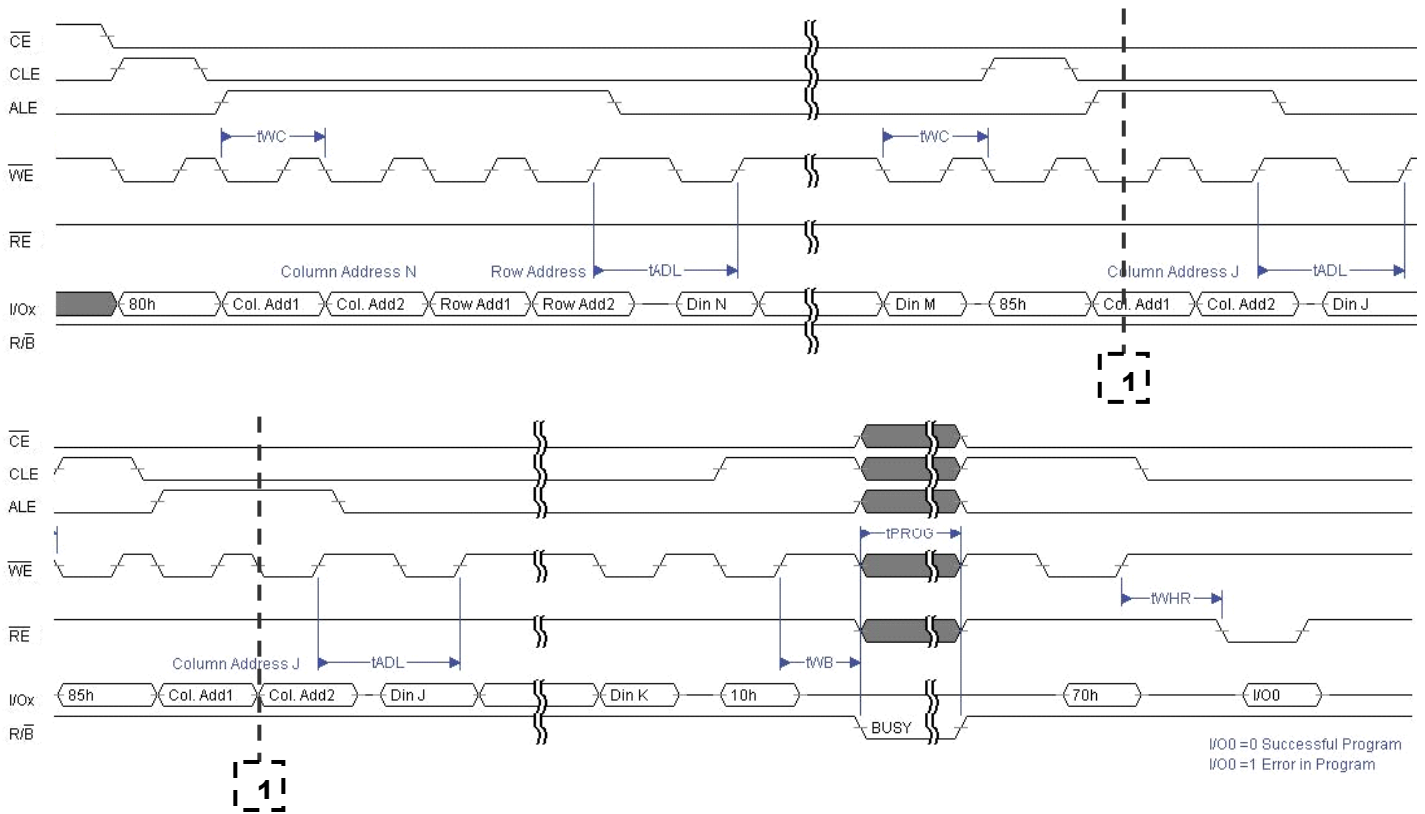 CE
CLE
ALE
tWC
tWC
WE
RE
Column Address N
Row Address
tADL
Column Address J
tADL
I/Ox
80h
Col. Add1
Col. Add2
Row Add1
Row Add2
Din N
Din M
85h
Col. Add1
Col. Add2
Din J
R/B
1
CE
CLE
ALE
tPROG
WE
tWHR
RE
Column Address J
tADL
tWB
I/Ox
85h
Col. Add1
Col. Add2
Din J
Din K
10h
70h
I/O0
R/B
BUSY
I/O0 =0 Successful Program
I/O0 =1 Error in Program
1